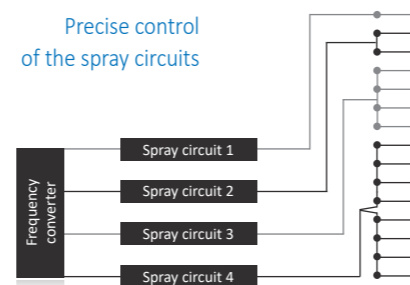 Precise control
of the spray circuits
Spray circuit 1
Spray circuit 2
Frequency
converter
Spray circuit 3
Spray circuit 4